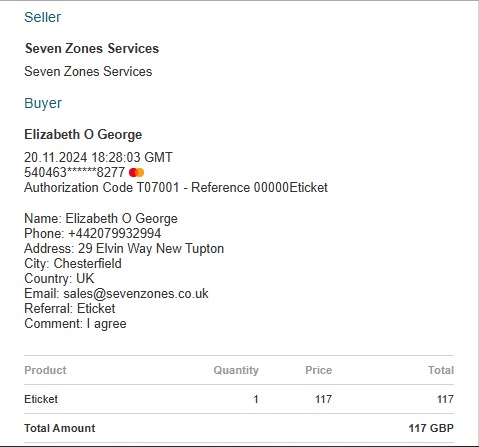 Seller
Seven Zones Services
Seven Zones Services
Buyer
Elizabeth O George
20.11.2024 18:28:03 GMT
540463******8277
Authorization Code T07001 - Reference 00000Eticket
Name: Elizabeth O George
Phone: +442079932994
Address: 29 Elvin Way New Tupton
City: Chesterfield
Country: UK
Email: sales@sevenzones.co.uk
Referral: Eticket
Comment: I agree
Product Quantity Price Total
Eticket 1 117 117
Total Amount 117 GBP